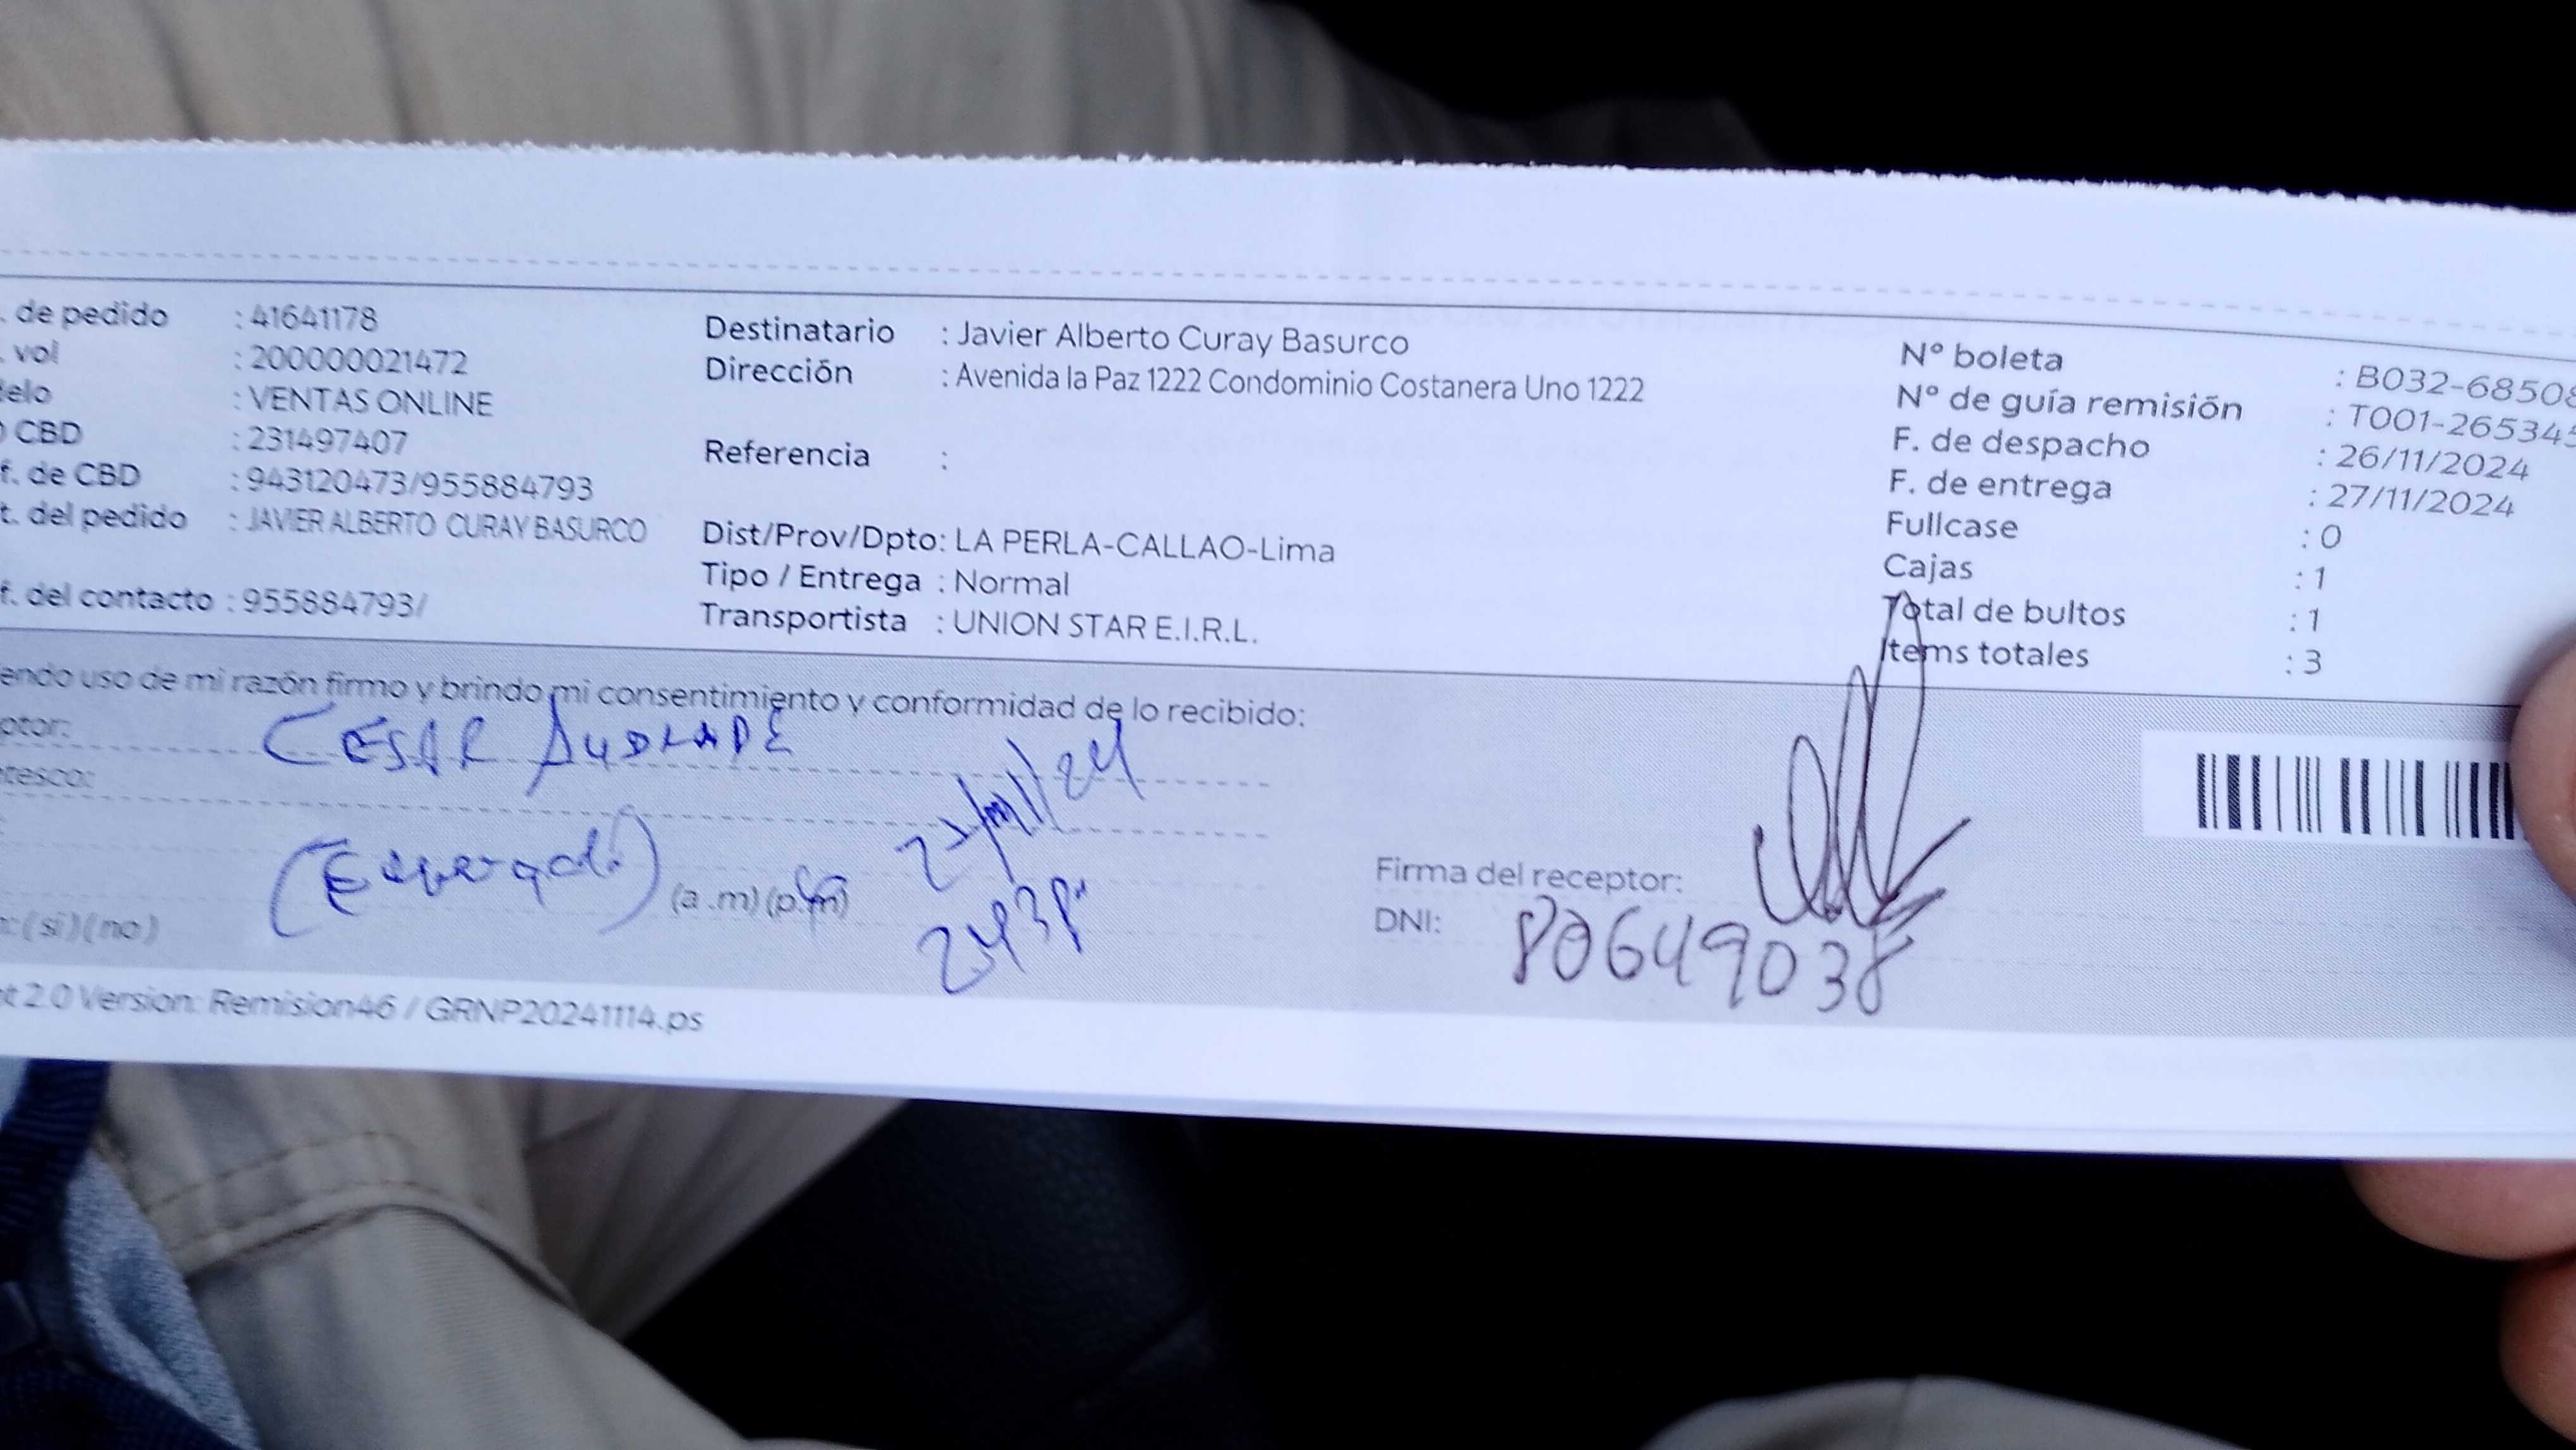 . de pedido : 41641178
. vol : 200000021472
delo : VENTAS ONLINE
CBD : 231497407
f. de CBD : 943120473/955884793
t. del pedido : JAVIER ALBERTO CURAY BASURCO
f. del contacto : 955884793/
Destinatario : Javier Alberto Curay Basurco
Dirección : Avenida la Paz 1222 Condominio Costanera Uno 1222
Referencia :
Dist/Prov/Dpto: LA PERLA-CALLAO-Lima
Tipo / Entrega : Normal
Transportista : UNION STAR E.I.R.L.
N° boleta : B032-68508
N° de guía remisión : T001-265345
F. de despacho : 26/11/2024
F. de entrega : 27/11/2024
Fullcase : 0
Cajas : 1
Total de bultos : 1
Items totales : 3
endo uso de mi razón firmo y brindo mi consentimiento y conformidad de lo recibido:
ptor: CESAR
tesco:
(a .m) (p.m)
: (si) (no)
Firma del receptor:
DNI: 80649038
t 2.0 Version: Remision46 / GRNP20241114.ps